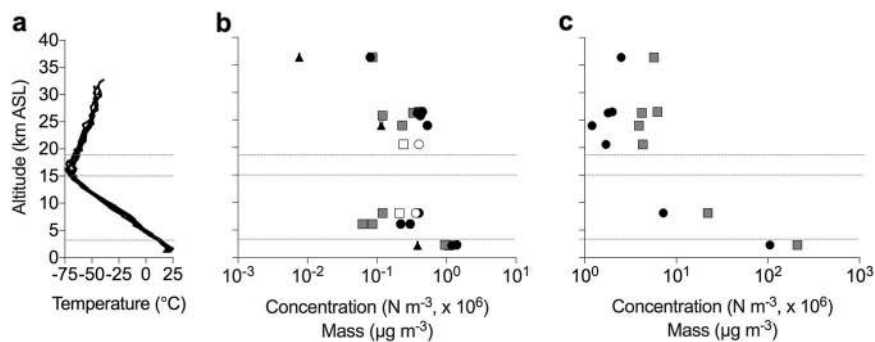 a
b
c
Altitude (km ASL)
40
35
30
25
20
15
10
5
0
-75 -50 -25 0 25
Temperature (°C)
10-3 10-2 10-1 100 101
Concentration (N m-3, x 106)
Mass (μg m-3)
100 101 102 103
Concentration (N m-3, x 106)
Mass (μg m-3)